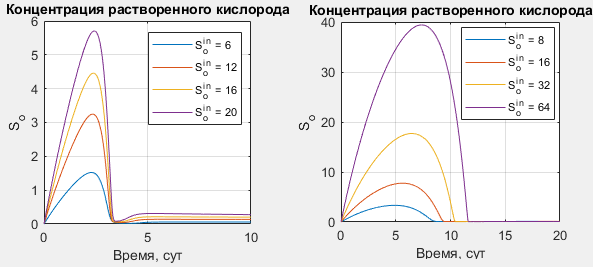 Концентрация растворенного кислорода
6
5
4
3
2
1
0
0
5
10
S_o
Время, сут
S_o^in = 6
S_o^in = 12
S_o^in = 16
S_o^in = 20
Концентрация растворенного кислорода
40
30
20
10
0
0
5
10
15
20
S_o
Время, сут
S_o^in = 8
S_o^in = 16
S_o^in = 32
S_o^in = 64